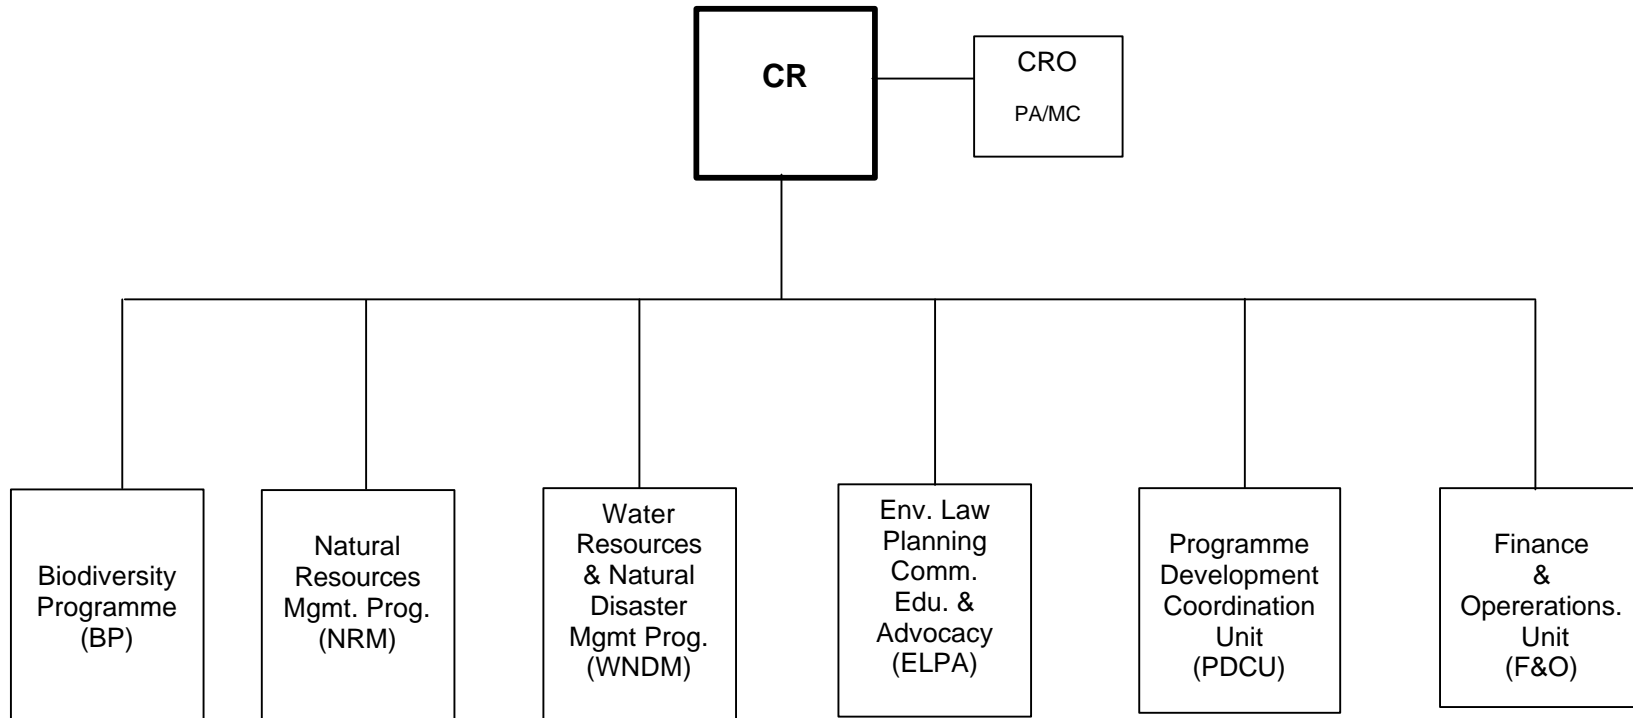 CR
CRO
PA/MC
Biodiversity
Programme
(BP)
Natural
Resources
Mgmt. Prog.
(NRM)
Water
Resources
& Natural
Disaster
Mgmt Prog.
(WNDM)
Env. Law
Planning
Comm.
Edu. &
Advocacy
(ELPA)
Programme
Development
Coordination
Unit
(PDCU)
Finance
&
Opererations.
Unit
(F&O)